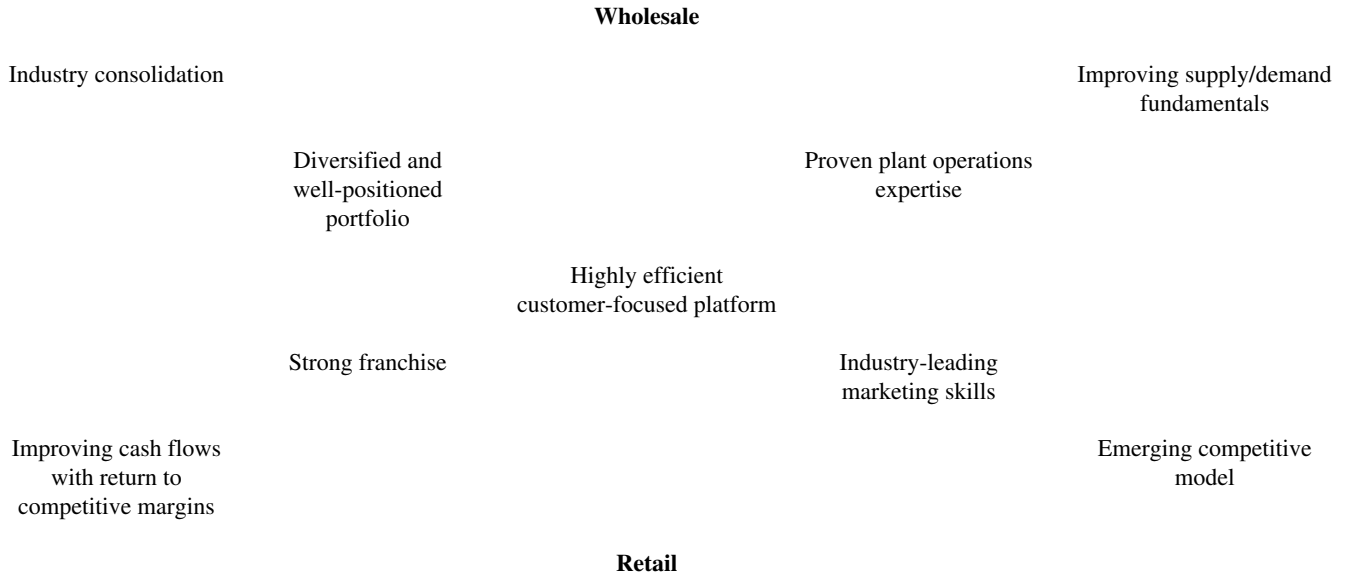 Wholesale
Industry consolidation
Improving supply/demand
fundamentals
Diversified and
well-positioned
portfolio
Proven plant operations
expertise
Highly efficient
customer-focused platform
Strong franchise
Industry-leading
marketing skills
Improving cash flows
with return to
competitive margins
Emerging competitive
model
Retail